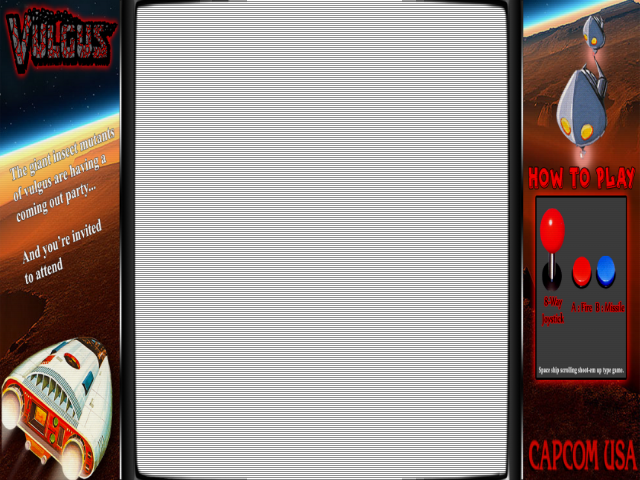 VULGUS
The giant insect mutants
of vulgus are having a
coming out party...
And you're invited
to attend
HOW TO PLAY
8-Way
Joystick
A : Fire B : Missile
Space ship scrolling shoot-em up type game.
CAPCOM USA